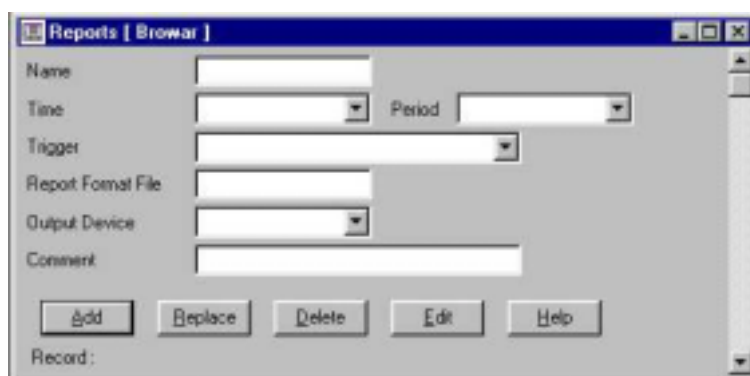 Reports [ Browar ]
Name
Time Period
Trigger
Report Format File
Output Device
Comment
Add Replace Delete Edit Help
Record :